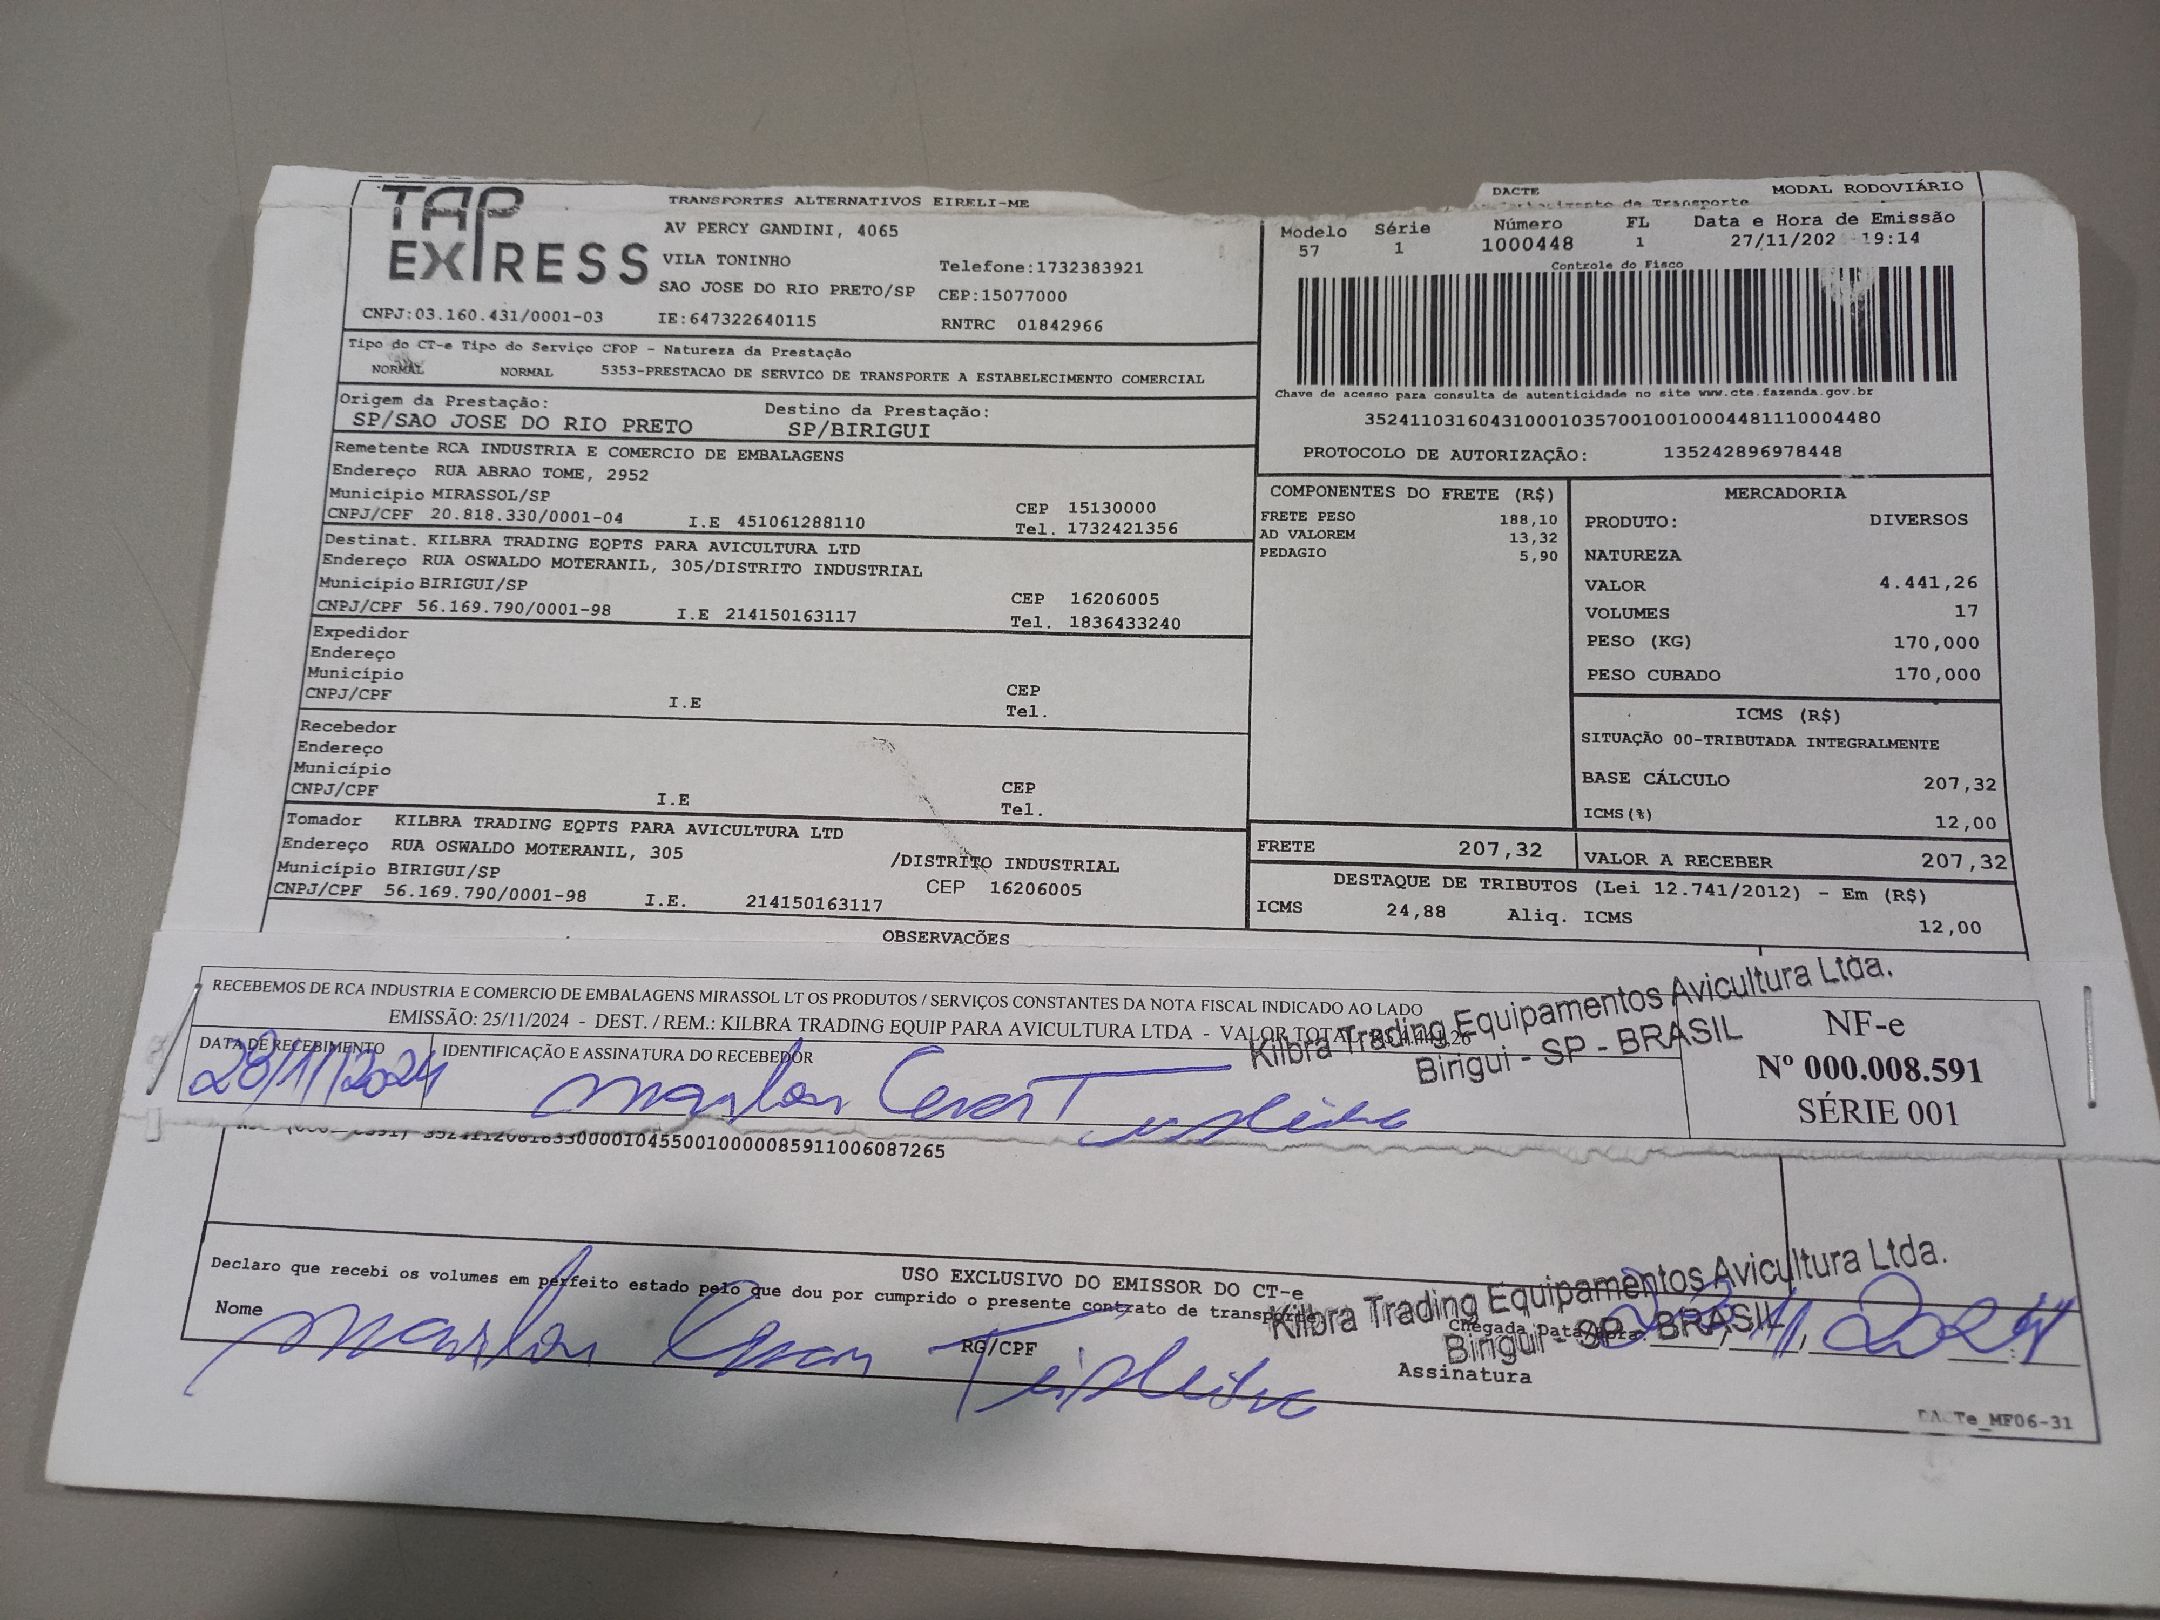 TAP
EXPRESS
TRANSPORTES ALTERNATIVOS EIRELI-ME
AV PERCY GANDINI, 4065
VILA TONINHO
Telefone:1732383921
SAO JOSE DO RIO PRETO/SP CEP:15077000
CNPJ:03.160.431/0001-03 IE:647322640115 RNTRC 01842966
DACTE MODAL RODOVIÁRIO
de Transporte
Modelo Série Número FL Data e Hora de Emissão
57 1 1000448 1 27/11/202 19:14
Controle do Fisco
Chave de acesso para consulta de autenticidade no site www.cte.fazenda.gov.br
35241103160431000103570010010004481110004480
PROTOCOLO DE AUTORIZAÇÃO: 135242896978448
Tipo do CT-e Tipo do Serviço CFOP - Natureza da Prestação
NORMAL NORMAL 5353-PRESTACAO DE SERVICO DE TRANSPORTE A ESTABELECIMENTO COMERCIAL
Origem da Prestação: Destino da Prestação:
SP/SAO JOSE DO RIO PRETO SP/BIRIGUI
Remetente RCA INDUSTRIA E COMERCIO DE EMBALAGENS
Endereço RUA ABRAO TOME, 2952
Município MIRASSOL/SP CEP 15130000
CNPJ/CPF 20.818.330/0001-04 I.E 451061288110 Tel. 1732421356
Destinat. KILBRA TRADING EQPTS PARA AVICULTURA LTD
Endereço RUA OSWALDO MOTERANIL, 305/DISTRITO INDUSTRIAL
Município BIRIGUI/SP CEP 16206005
CNPJ/CPF 56.169.790/0001-98 I.E 214150163117 Tel. 1836433240
Expedidor
Endereço
Município CEP
CNPJ/CPF I.E Tel.
Recebedor
Endereço
Município CEP
CNPJ/CPF I.E Tel.
Tomador KILBRA TRADING EQPTS PARA AVICULTURA LTD
Endereço RUA OSWALDO MOTERANIL, 305 /DISTRITO INDUSTRIAL
Município BIRIGUI/SP CEP 16206005
CNPJ/CPF 56.169.790/0001-98 I.E. 214150163117
COMPONENTES DO FRETE (R$)
FRETE PESO 188,10
AD VALOREM 13,32
PEDAGIO 5,90
MERCADORIA
PRODUTO: DIVERSOS
NATUREZA
VALOR 4.441,26
VOLUMES 17
PESO (KG) 170,000
PESO CUBADO 170,000
ICMS (R$)
SITUAÇÃO 00-TRIBUTADA INTEGRALMENTE
BASE CÁLCULO 207,32
ICMS(%) 12,00
FRETE 207,32 VALOR A RECEBER 207,32
DESTAQUE DE TRIBUTOS (Lei 12.741/2012) - Em (R$)
ICMS 24,88 Aliq. ICMS 12,00
OBSERVACÕES
RECEBEMOS DE RCA INDUSTRIA E COMERCIO DE EMBALAGENS MIRASSOL LT OS PRODUTOS / SERVIÇOS CONSTANTES DA NOTA FISCAL INDICADO AO LADO
EMISSÃO: 25/11/2024 - DEST. / REM.: KILBRA TRADING EQUIP PARA AVICULTURA LTDA - VALOR TOTAL
DATA DE RECEBIMENTO IDENTIFICAÇÃO E ASSINATURA DO RECEBEDOR
28/11/2024
Kilbra Trading Equipamentos Avicultura Ltda.
Birigui - SP - BRASIL
NF-e
Nº 000.008.591
SÉRIE 001
USO EXCLUSIVO DO EMISSOR DO CT-e
Declaro que recebi os volumes em perfeito estado pelo que dou por cumprido o presente contrato de transporte
Nome RG/CPF Chegada Data/Hora
Kilbra Trading Equipamentos Avicultura Ltda.
Birigui - SP - BRASIL
Assinatura
DACTe_MF06-31